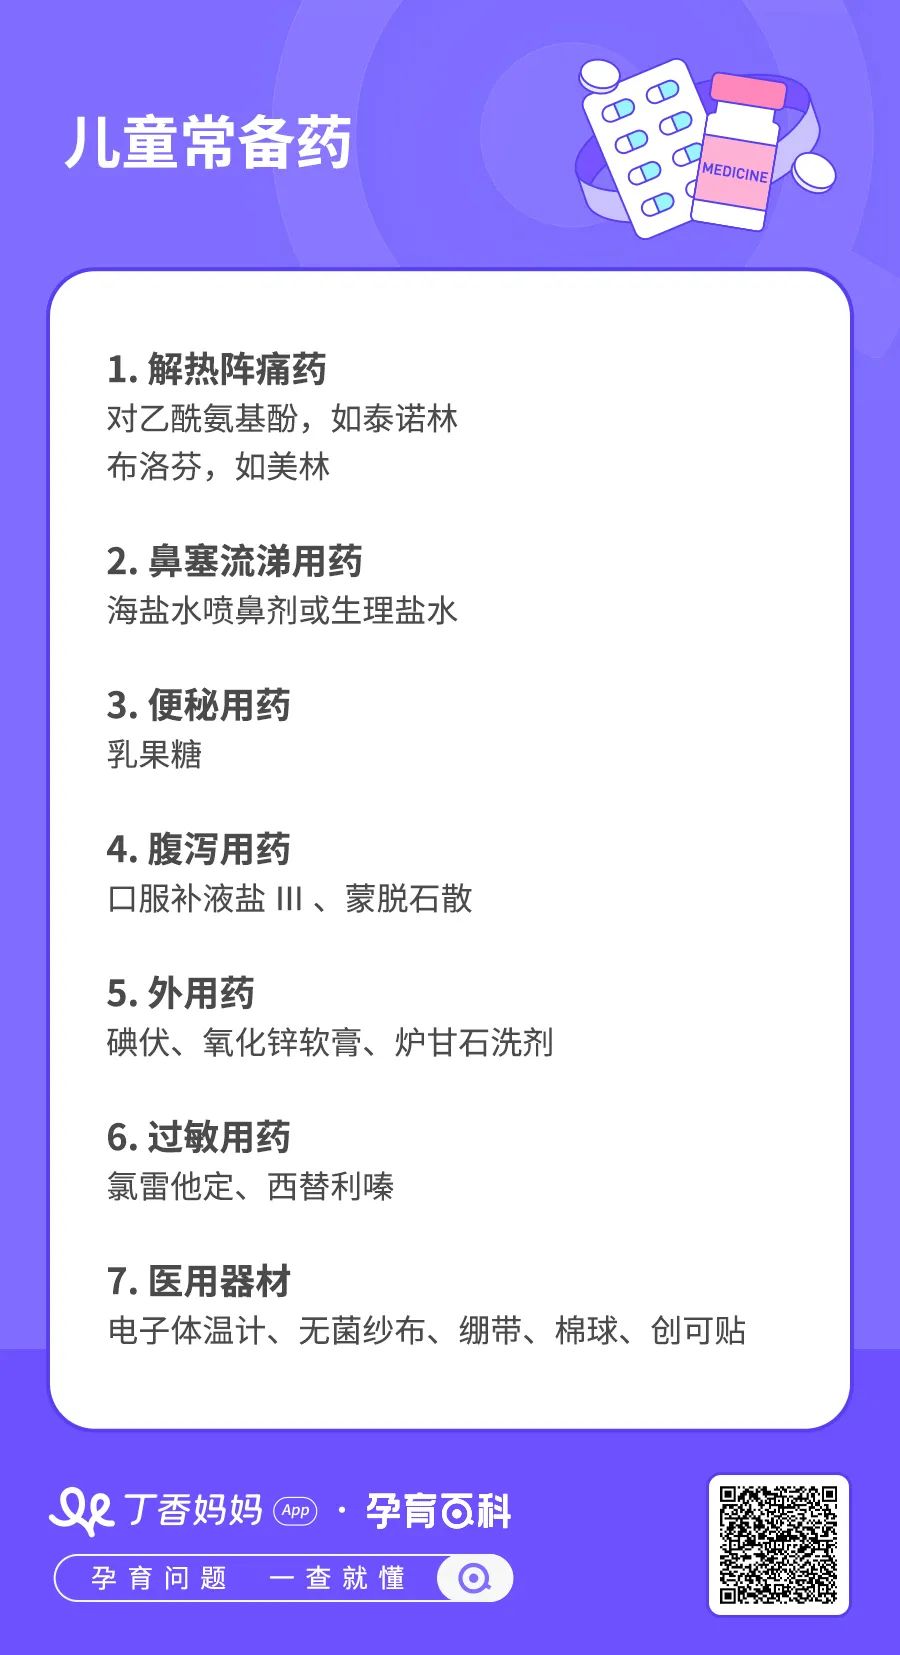 儿童常备药
MEDICINE
1. 解热阵痛药
对乙酰氨基酚，如泰诺林
布洛芬，如美林
2. 鼻塞流涕用药
海盐水喷鼻剂或生理盐水
3. 便秘用药
乳果糖
4. 腹泻用药
口服补液盐 III 、蒙脱石散
5. 外用药
碘伏、氧化锌软膏、炉甘石洗剂
6. 过敏用药
氯雷他定、西替利嗪
7. 医用器材
电子体温计、无菌纱布、绷带、棉球、创可贴
丁香妈妈 App · 孕育百科
孕育问题 一查就懂